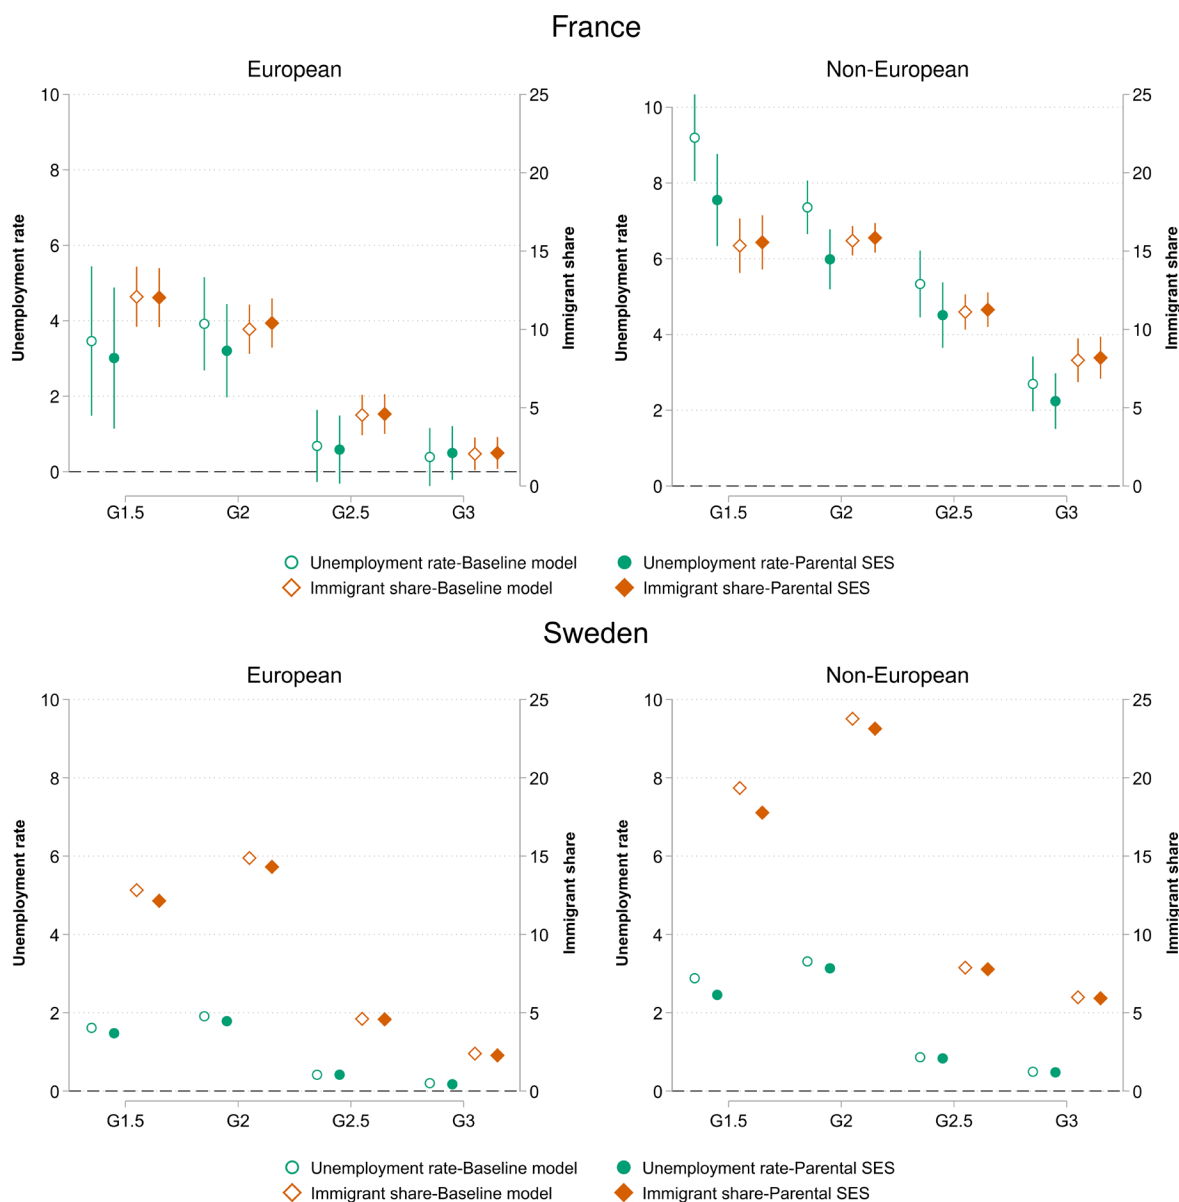 France
European
Non-European
10
8
6
4
2
0
Unemployment rate
25
20
15
10
5
0
Immigrant share
G1.5 G2 G2.5 G3
10
8
6
4
2
0
Unemployment rate
25
20
15
10
5
0
Immigrant share
G1.5 G2 G2.5 G3
Unemployment rate-Baseline model Unemployment rate-Parental SES
Immigrant share-Baseline model Immigrant share-Parental SES
Sweden
European
Non-European
10
8
6
4
2
0
Unemployment rate
25
20
15
10
5
0
Immigrant share
G1.5 G2 G2.5 G3
10
8
6
4
2
0
Unemployment rate
25
20
15
10
5
0
Immigrant share
G1.5 G2 G2.5 G3
Unemployment rate-Baseline model Unemployment rate-Parental SES
Immigrant share-Baseline model Immigrant share-Parental SES